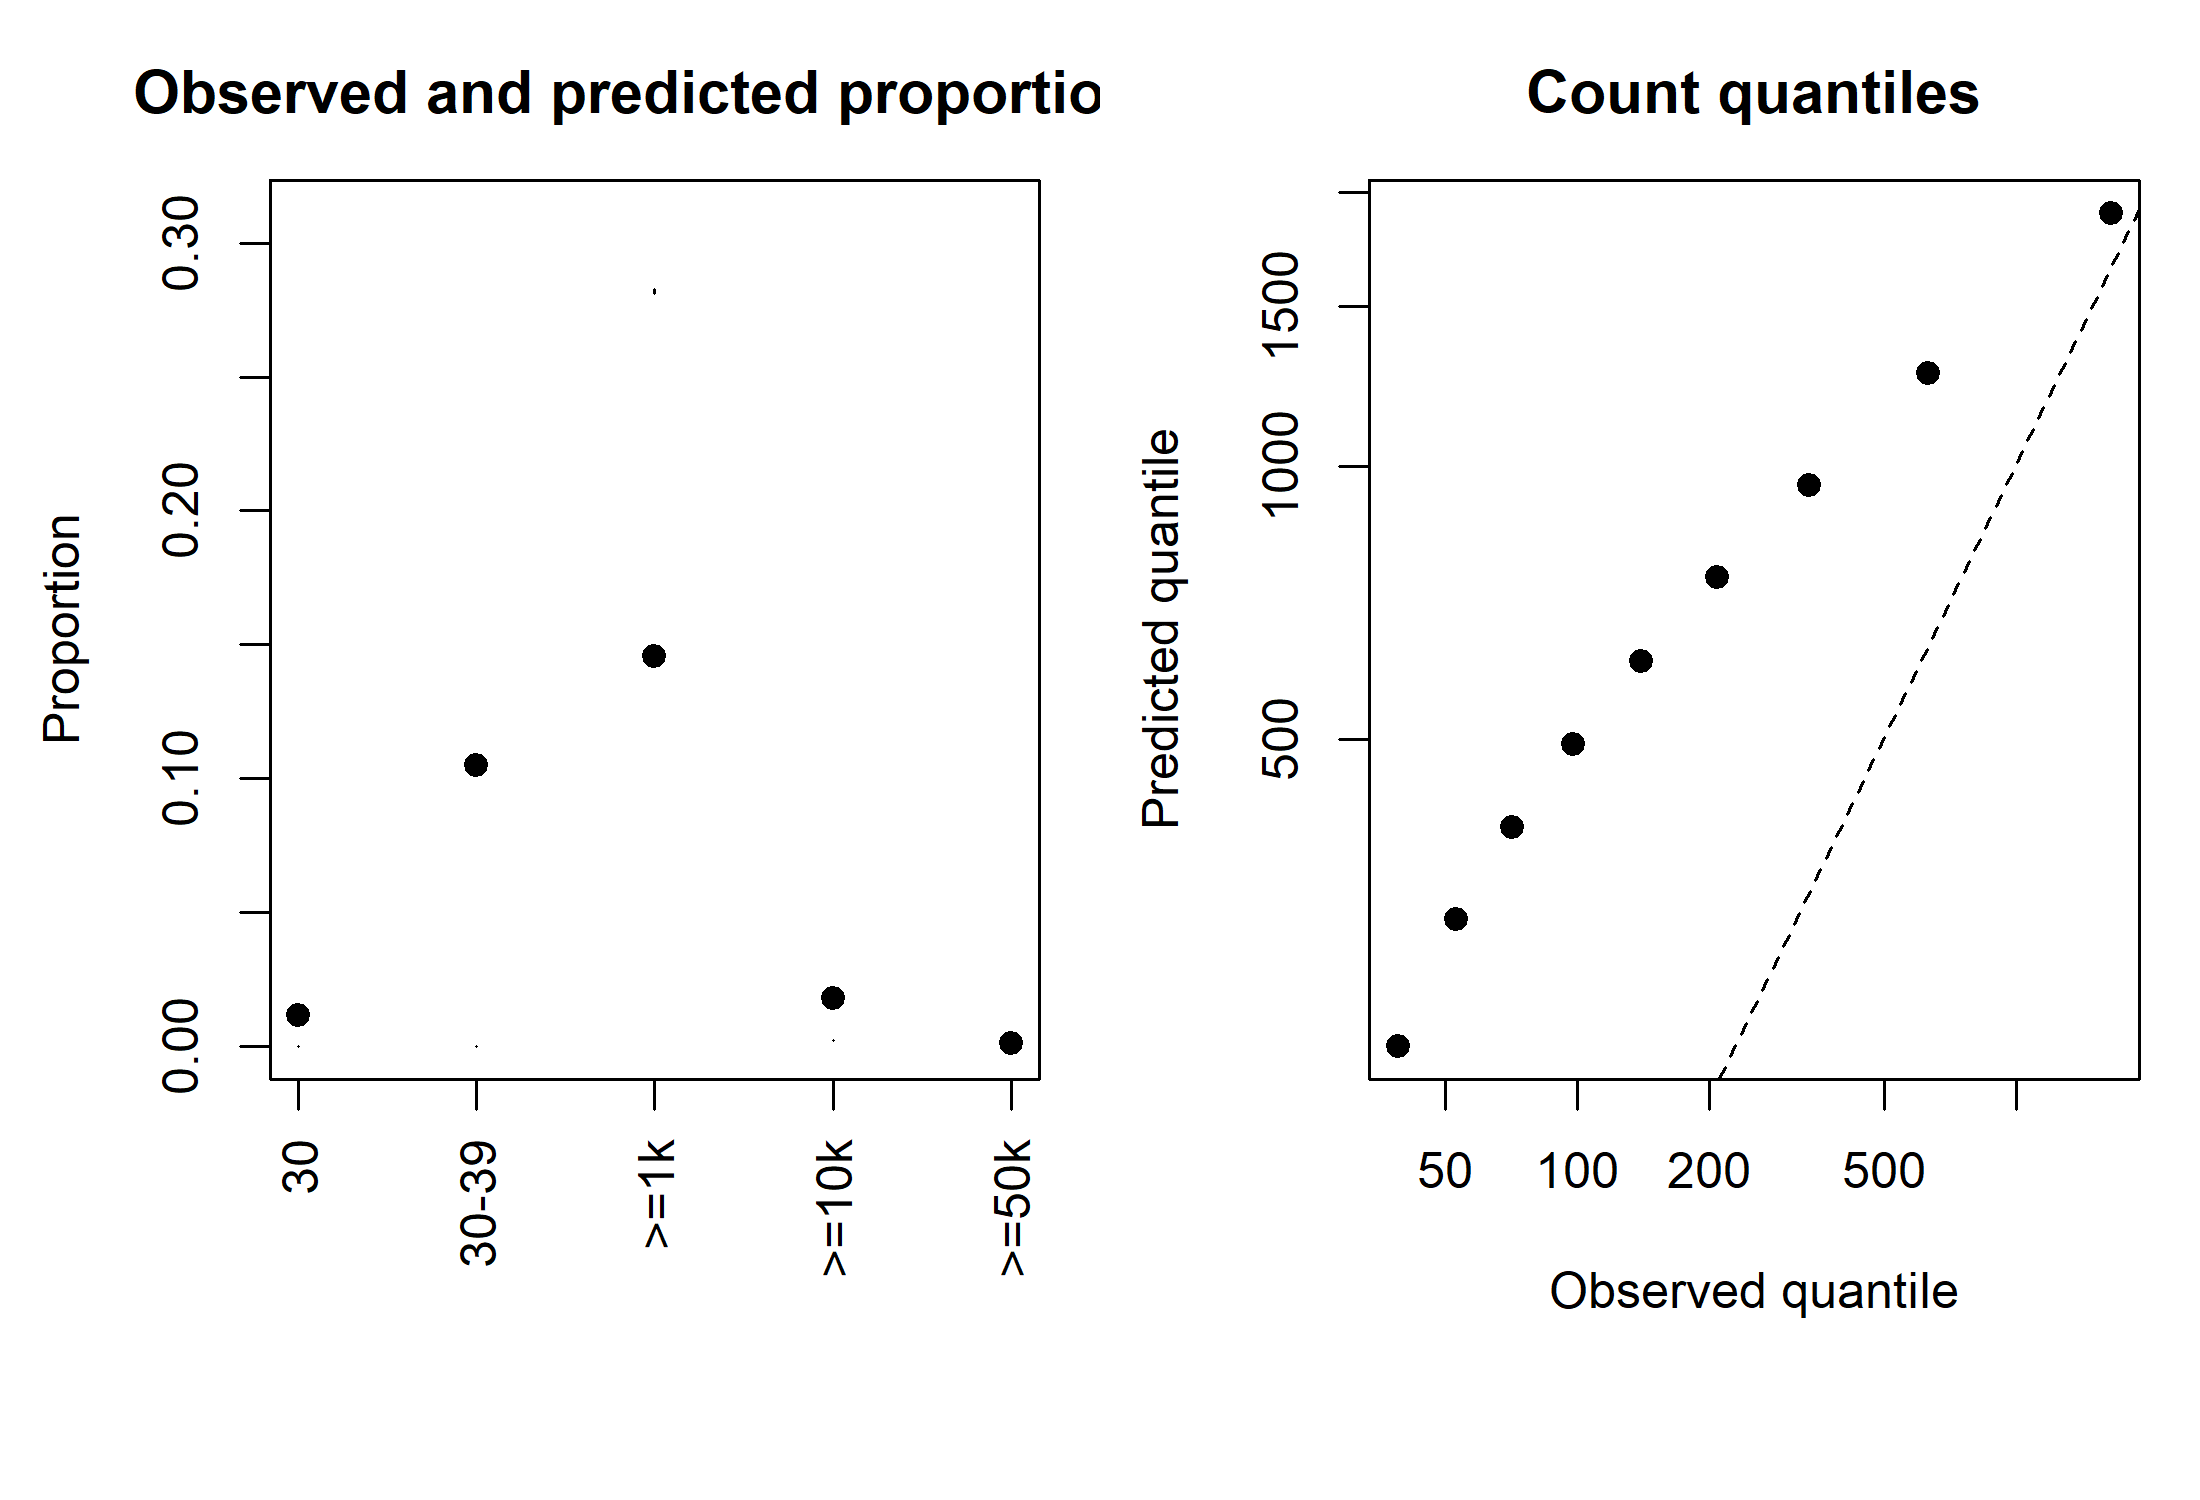 Observed and predicted proportio
Proportion
0.30
0.20
0.10
0.00
30
30-39
>=1k
>=10k
>=50k
Count quantiles
Predicted quantile
1500
1000
500
50 100 200 500
Observed quantile